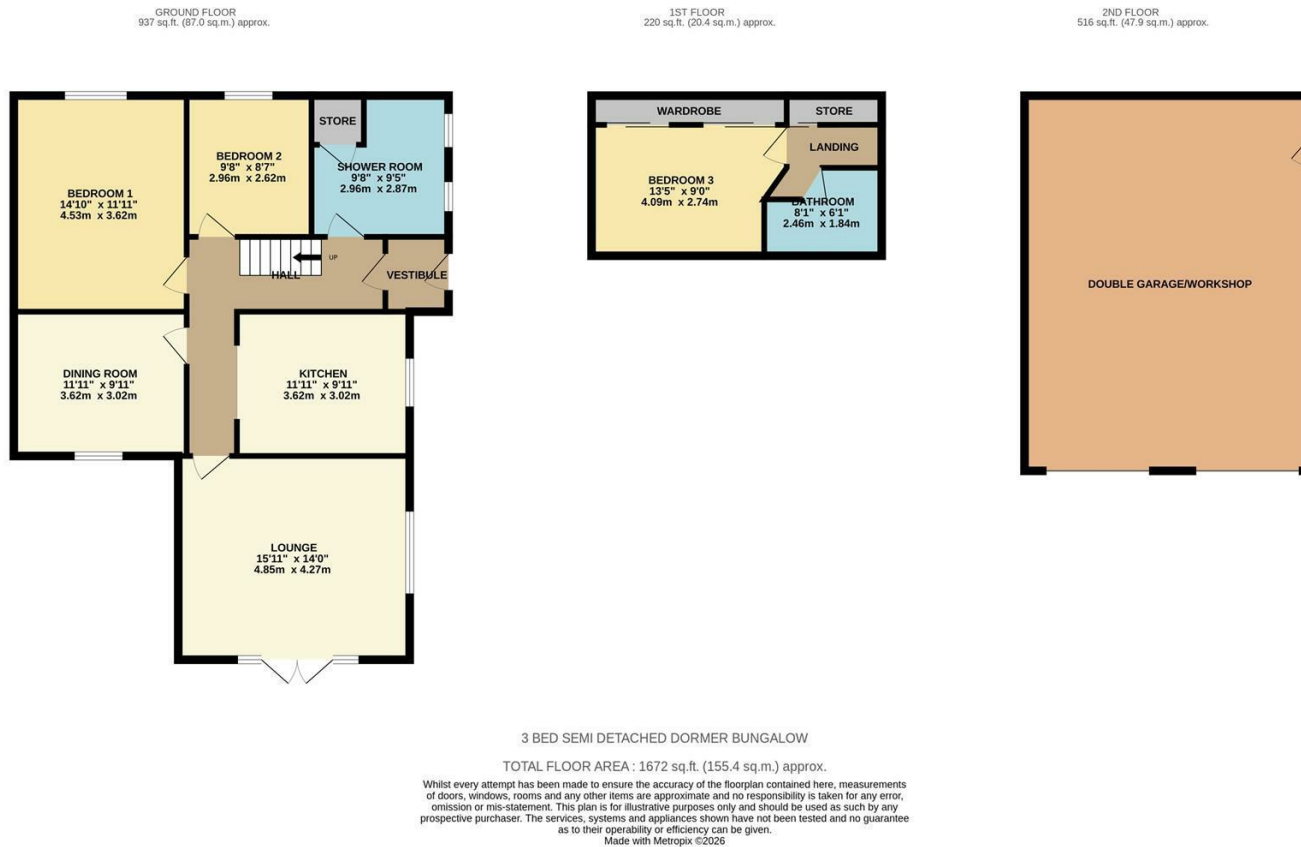 GROUND FLOOR
937 sq.ft. (87.0 sq.m.) approx.
1ST FLOOR
220 sq.ft. (20.4 sq.m.) approx.
2ND FLOOR
516 sq.ft. (47.9 sq.m.) approx.
BEDROOM 1
14'10" x 11'11"
4.53m x 3.62m
BEDROOM 2
9'8" x 8'7"
2.96m x 2.62m
STORE
SHOWER ROOM
9'8" x 9'5"
2.96m x 2.87m
UP
HALL
VESTIBULE
DINING ROOM
11'11" x 9'11"
3.62m x 3.02m
KITCHEN
11'11" x 9'11"
3.62m x 3.02m
LOUNGE
15'11" x 14'0"
4.85m x 4.27m
WARDROBE
STORE
LANDING
BEDROOM 3
13'5" x 9'0"
4.09m x 2.74m
BATHROOM
8'1" x 6'1"
2.46m x 1.84m
DOUBLE GARAGE/WORKSHOP
3 BED SEMI DETACHED DORMER BUNGALOW
TOTAL FLOOR AREA : 1672 sq.ft. (155.4 sq.m.) approx.
Whilst every attempt has been made to ensure the accuracy of the floorplan contained here, measurements
of doors, windows, rooms and any other items are approximate and no responsibility is taken for any error,
omission or mis-statement. This plan is for illustrative purposes only and should be used as such by any
prospective purchaser. The services, systems and appliances shown have not been tested and no guarantee
as to their operability or efficiency can be given.
Made with Metropix ©2026